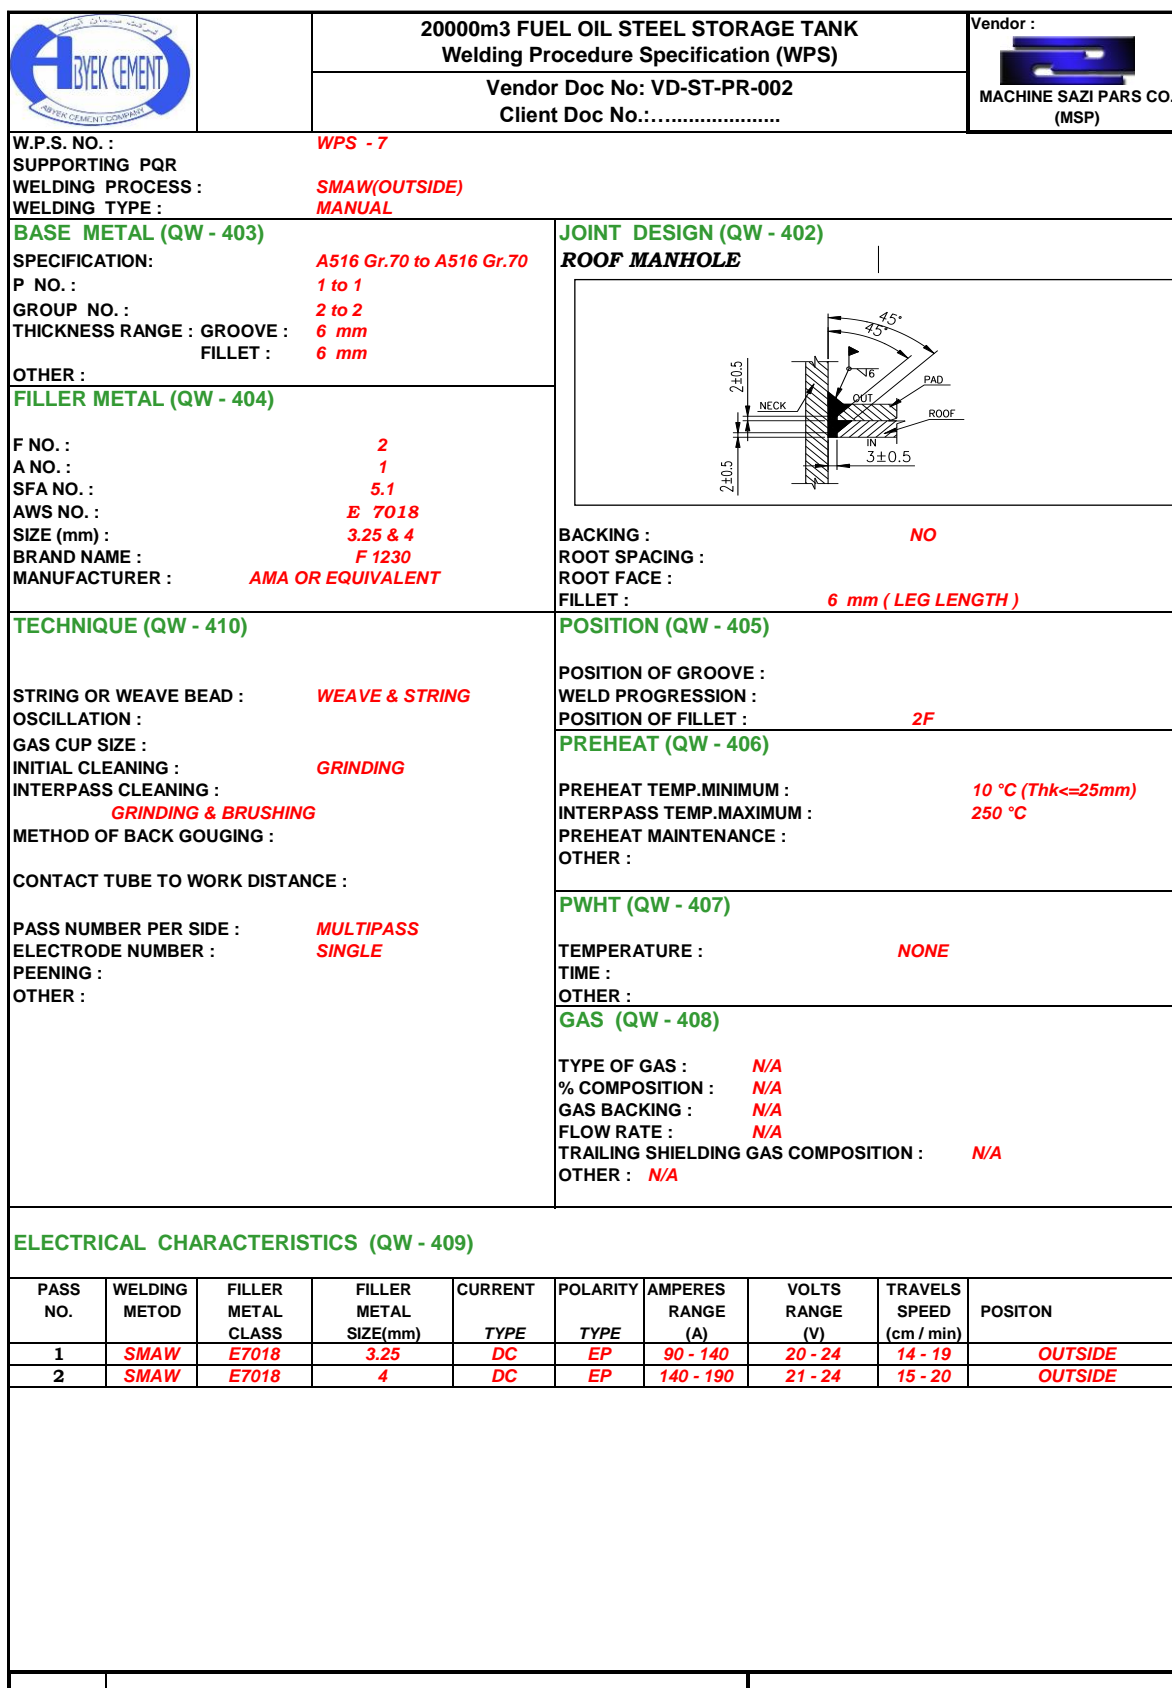 شرکت سیمان آبیک
ABYEK CEMENT
ABYEK CEMENT COMPANY
20000m3 FUEL OIL STEEL STORAGE TANK
Welding Procedure Specification (WPS)
Vendor Doc No: VD-ST-PR-002
Client Doc No.:…...................
Vendor :
MACHINE SAZI PARS CO.
(MSP)
W.P.S. NO. : WPS - 7
SUPPORTING PQR
WELDING PROCESS : SMAW(OUTSIDE)
WELDING TYPE : MANUAL
BASE METAL (QW - 403)
SPECIFICATION: A516 Gr.70 to A516 Gr.70
P NO. : 1 to 1
GROUP NO. : 2 to 2
THICKNESS RANGE : GROOVE : 6 mm
FILLET : 6 mm
OTHER :
JOINT DESIGN (QW - 402)
ROOF MANHOLE
45°
45°
6
2±0.5
NECK
OUT
PAD
ROOF
IN
3±0.5
2±0.5
BACKING : NO
ROOT SPACING :
ROOT FACE :
FILLET : 6 mm ( LEG LENGTH )
FILLER METAL (QW - 404)
F NO. : 2
A NO. : 1
SFA NO. : 5.1
AWS NO. : E 7018
SIZE (mm) : 3.25 & 4
BRAND NAME : F 1230
MANUFACTURER : AMA OR EQUIVALENT
TECHNIQUE (QW - 410)
STRING OR WEAVE BEAD : WEAVE & STRING
OSCILLATION :
GAS CUP SIZE :
INITIAL CLEANING : GRINDING
INTERPASS CLEANING :
GRINDING & BRUSHING
METHOD OF BACK GOUGING :
CONTACT TUBE TO WORK DISTANCE :
PASS NUMBER PER SIDE : MULTIPASS
ELECTRODE NUMBER : SINGLE
PEENING :
OTHER :
POSITION (QW - 405)
POSITION OF GROOVE :
WELD PROGRESSION :
POSITION OF FILLET : 2F
PREHEAT (QW - 406)
PREHEAT TEMP.MINIMUM : 10 °C (Thk<=25mm)
INTERPASS TEMP.MAXIMUM : 250 °C
PREHEAT MAINTENANCE :
OTHER :
PWHT (QW - 407)
TEMPERATURE : NONE
TIME :
OTHER :
GAS (QW - 408)
TYPE OF GAS : N/A
% COMPOSITION : N/A
GAS BACKING : N/A
FLOW RATE : N/A
TRAILING SHIELDING GAS COMPOSITION : N/A
OTHER : N/A
ELECTRICAL CHARACTERISTICS (QW - 409)
PASS WELDING FILLER FILLER CURRENT POLARITY AMPERES VOLTS TRAVELS
NO. METOD METAL METAL RANGE RANGE SPEED POSITON
CLASS SIZE(mm) TYPE TYPE (A) (V) (cm / min)
1 SMAW E7018 3.25 DC EP 90 - 140 20 - 24 14 - 19 OUTSIDE
2 SMAW E7018 4 DC EP 140 - 190 21 - 24 15 - 20 OUTSIDE